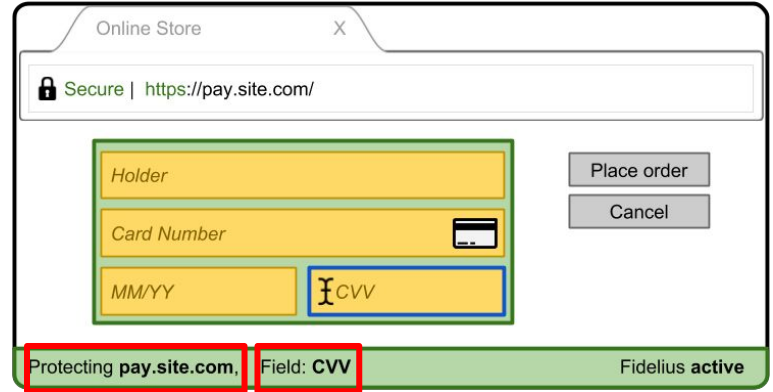 Online Store X
Secure | https://pay.site.com/
Holder
Card Number
MM/YY
CVV
Place order
Cancel
Protecting pay.site.com, Field: CVV Fidelius active